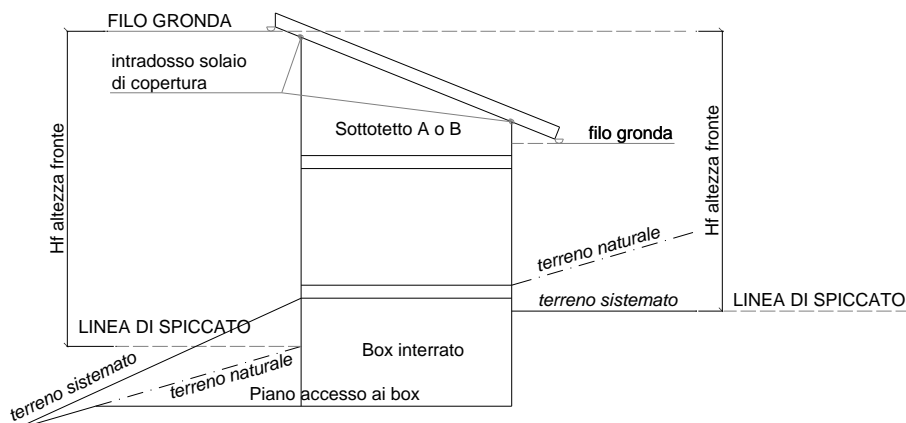 FILO GRONDA
intradosso solaio
di copertura
Sottotetto A o B
filo gronda
Hf altezza fronte
Hf altezza fronte
terreno naturale
terreno sistemato
LINEA DI SPICCATO
LINEA DI SPICCATO
Box interrato
terreno sistemato
terreno naturale
Piano accesso ai box